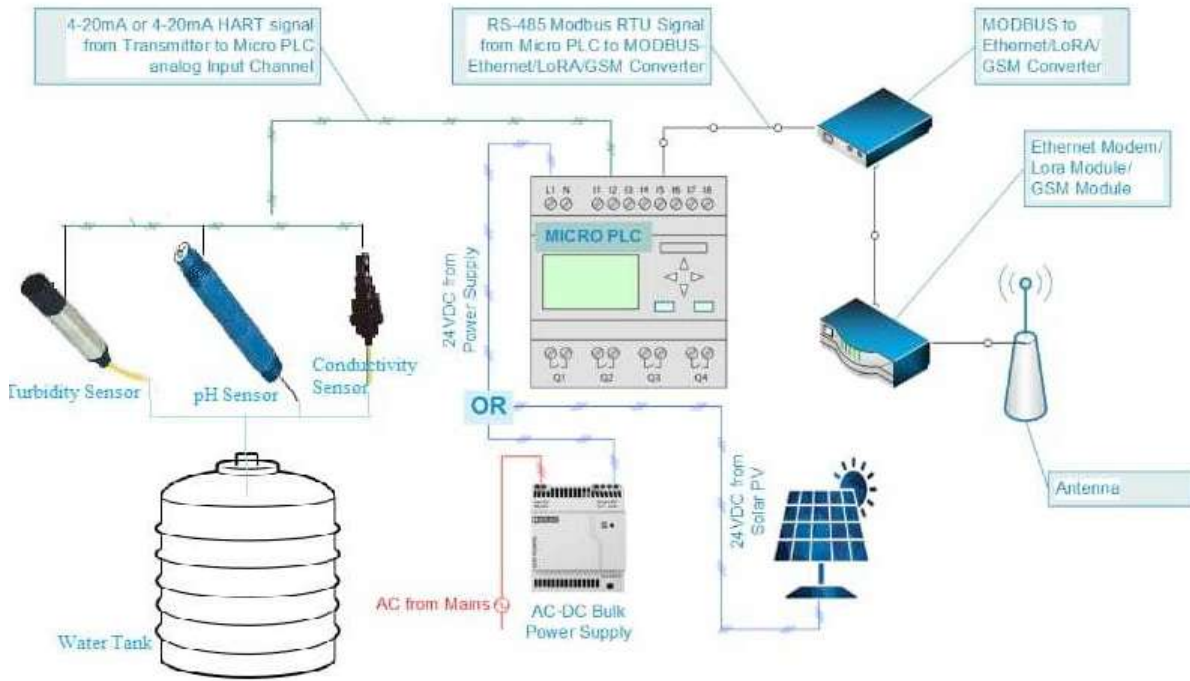 4-20mA or 4-20mA HART signal
from Transmitter to Micro PLC
analog Input Channel
RS-485 Modbus RTU Signal
from Micro PLC to MODBUS-
Ethernet/LoRA/GSM Converter
MODBUS to
Ethernet/LoRA/
GSM Converter
Ethernet Modem/
Lora Module/
GSM Module
L1 N I1 I2 I3 I4 I5 I6 I7 I8
MICRO PLC
24VDC from
Power Supply
Q1 Q2 Q3 Q4
Turbidity Sensor
pH Sensor
Conductivity
Sensor
OR
24VDC from
Solar PV
Antenna
AC from Mains
AC-DC Bulk
Power Supply
Water Tank